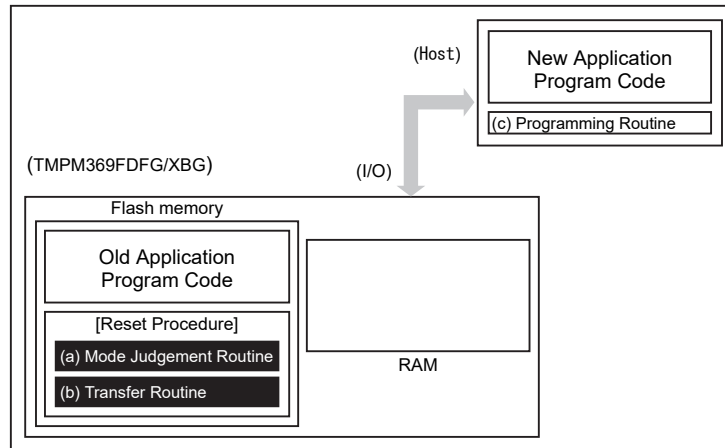 (Host)
New Application
Program Code
(c) Programming Routine
(TMPM369FDFG/XBG)
(I/O)
Flash memory
Old Application
Program Code
[Reset Procedure]
(a) Mode Judgement Routine
(b) Transfer Routine
RAM